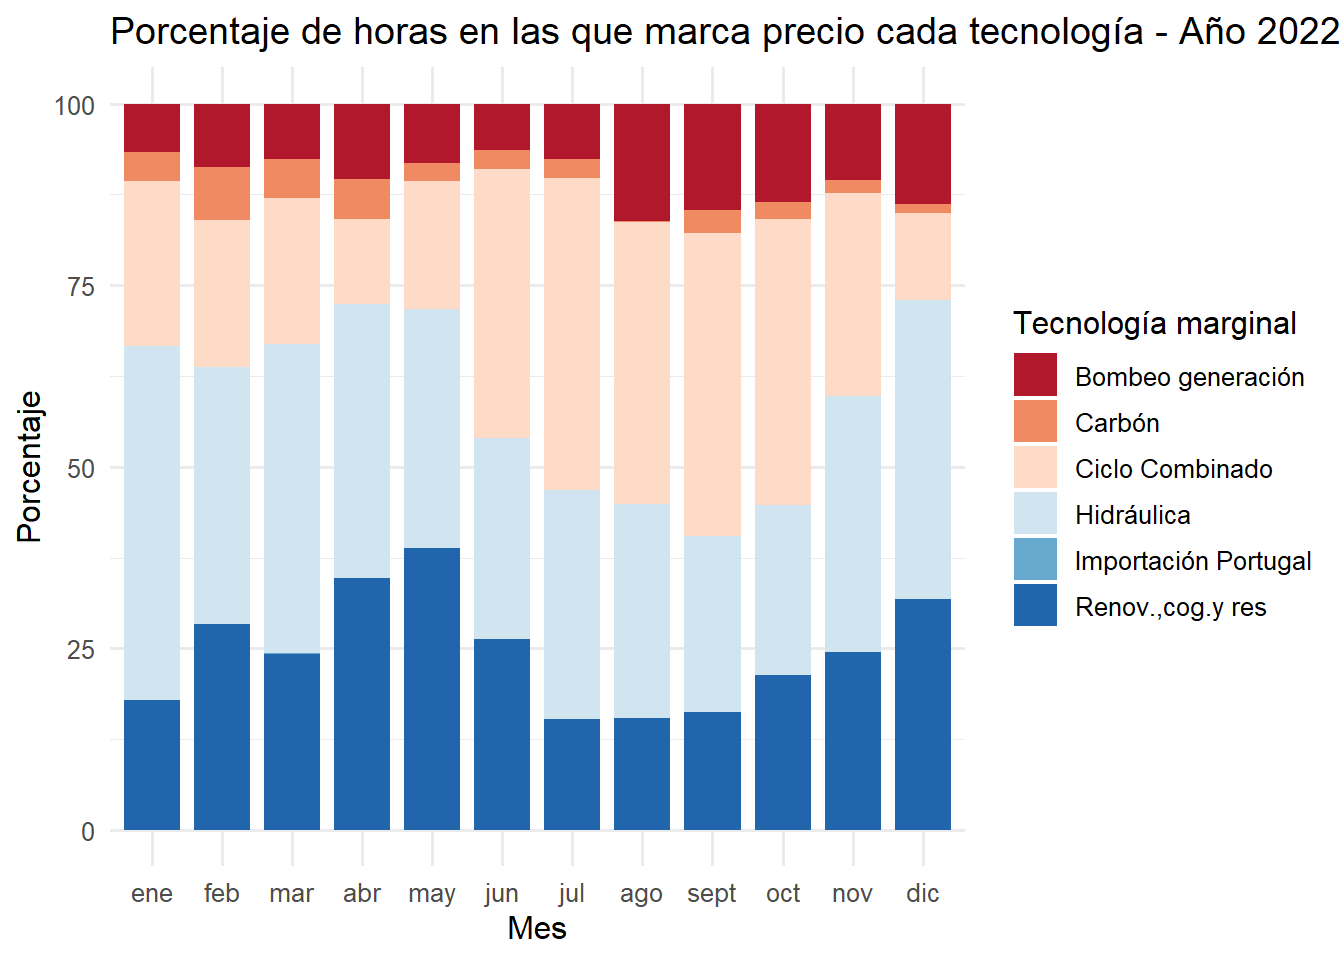 Porcentaje de horas en las que marca precio cada tecnología - Año 2022
100
75
50
25
0
Porcentaje
ene feb mar abr may jun jul ago sept oct nov dic
Mes
Tecnología marginal
Bombeo generación
Carbón
Ciclo Combinado
Hidráulica
Importación Portugal
Renov.,cog.y res